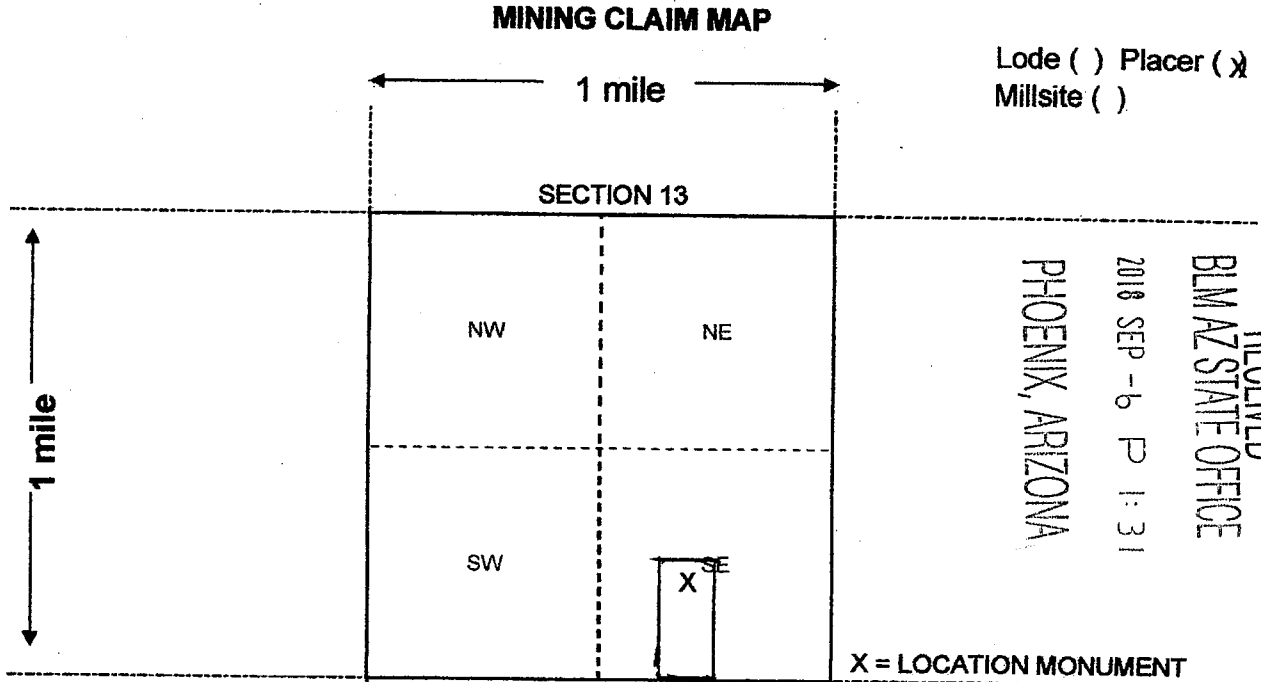 MINING CLAIM MAP
Lode ( ) Placer ( x)
Millsite ( )
1 mile
SECTION 13
1 mile
NW
NE
SW
SE
X
X = LOCATION MONUMENT
BLM AZ STATE OFFICE
2018 SEP -6 P 1:31
PHOENIX, ARIZONA